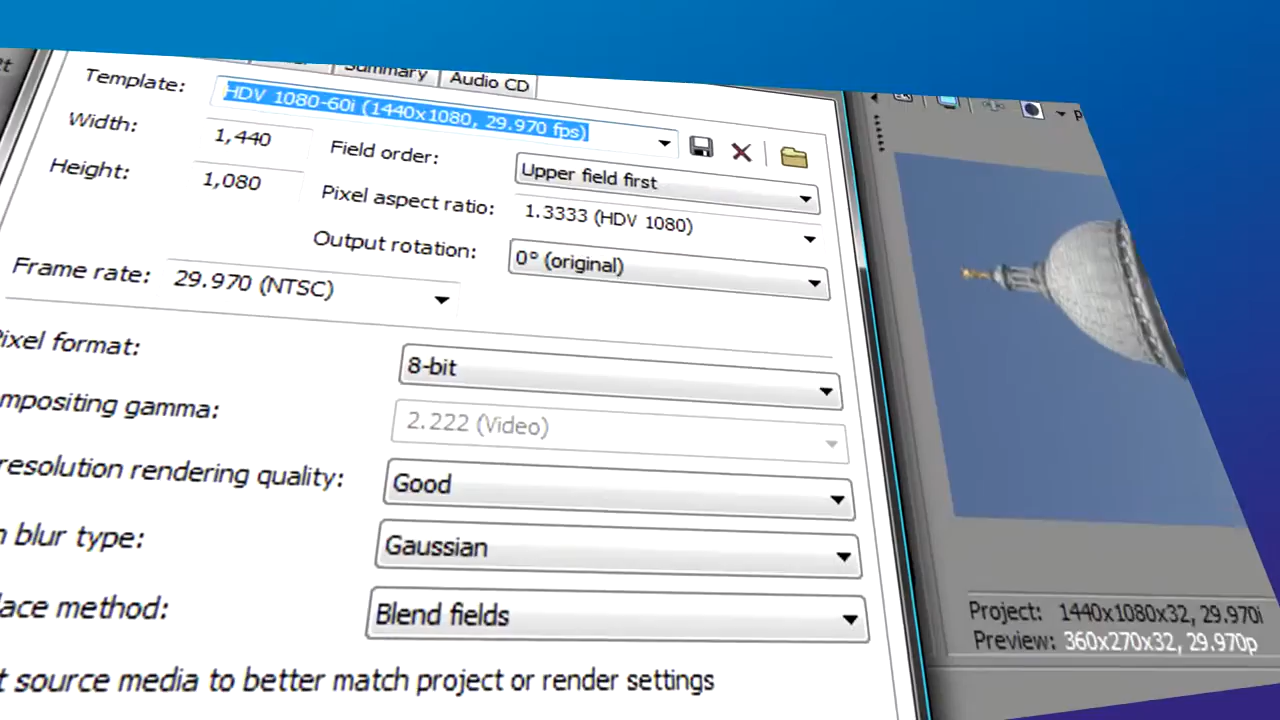 Summary
Audio CD
Template:
HDV 1080-60i (1440x1080, 29.970 fps)
Width:
1,440
Field order:
Upper field first
Height:
1,080
Pixel aspect ratio:
1.3333 (HDV 1080)
Output rotation:
0° (original)
Frame rate:
29.970 (NTSC)
ixel format:
8-bit
mpositing gamma:
2.222 (Video)
resolution rendering quality:
Good
n blur type:
Gaussian
lace method:
Blend fields
t source media to better match project or render settings
Project: 1440x1080x32, 29.970i
Preview: 360x270x32, 29.970p